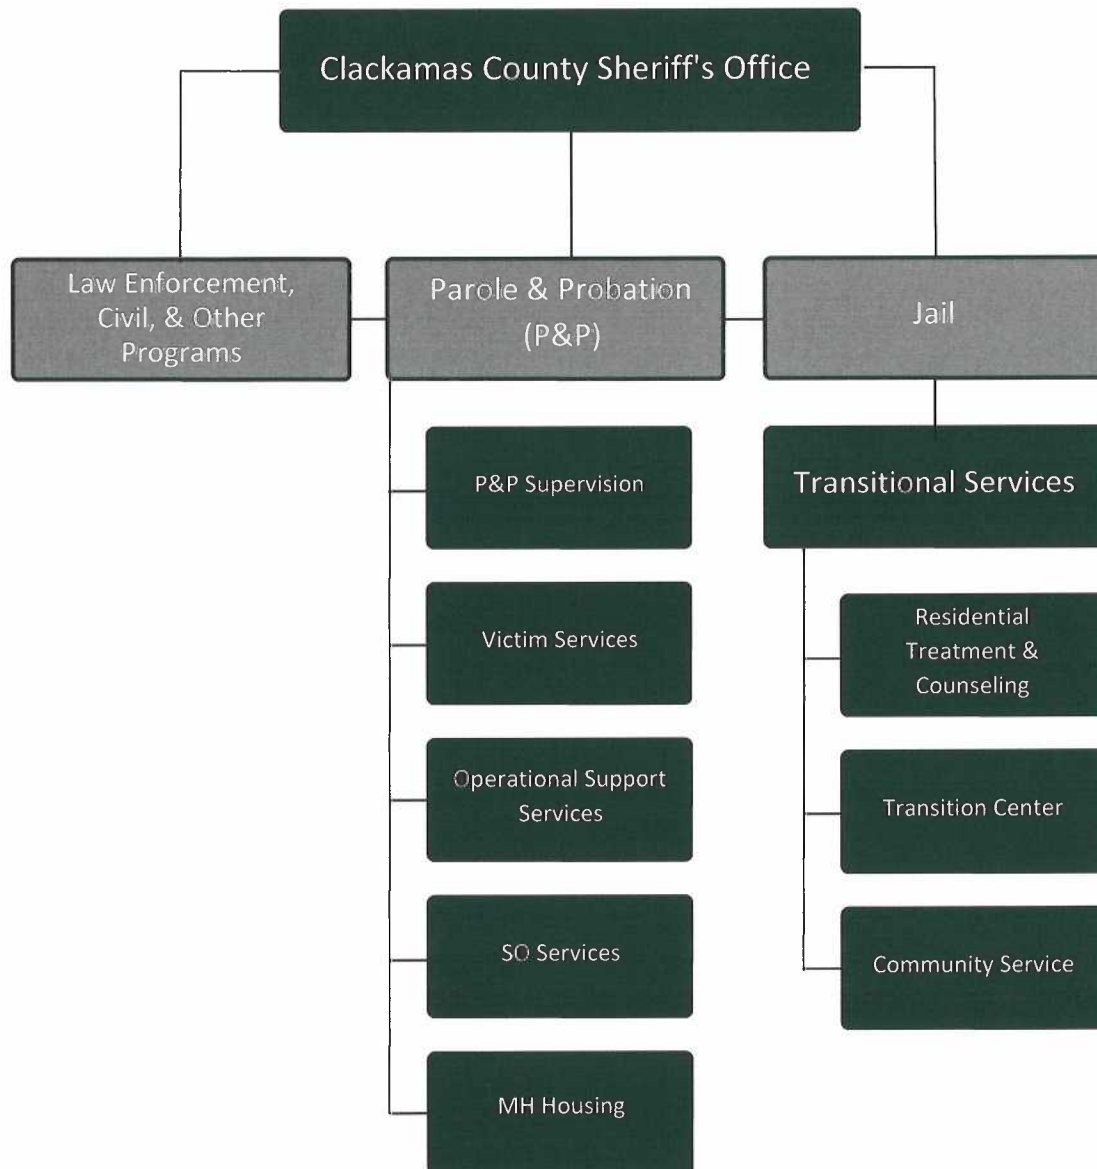 Clackamas County Sheriff's Office
Law Enforcement,
Civil, & Other
Programs
Parole & Probation
(P&P)
Jail
P&P Supervision
Victim Services
Operational Support
Services
SO Services
MH Housing
Transitional Services
Residential
Treatment &
Counseling
Transition Center
Community Service